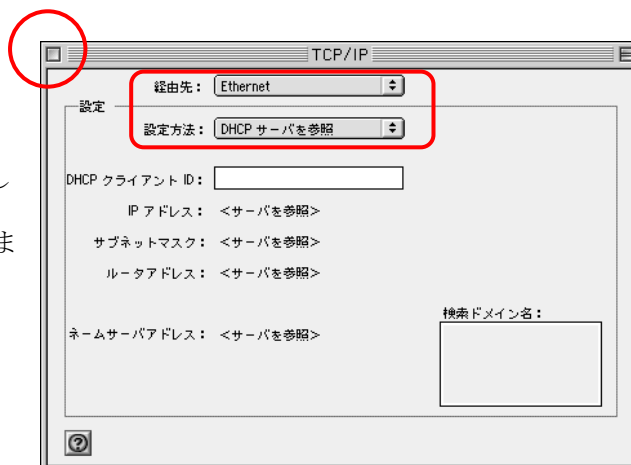 TCP/IP
経由先： Ethernet
設定
設定方法： DHCP サーバを参照
し
ま
DHCP クライアント ID：
IP アドレス： <サーバを参照>
サブネットマスク： <サーバを参照>
ルータアドレス： <サーバを参照>
検索ドメイン名：
ネームサーバアドレス： <サーバを参照>
?